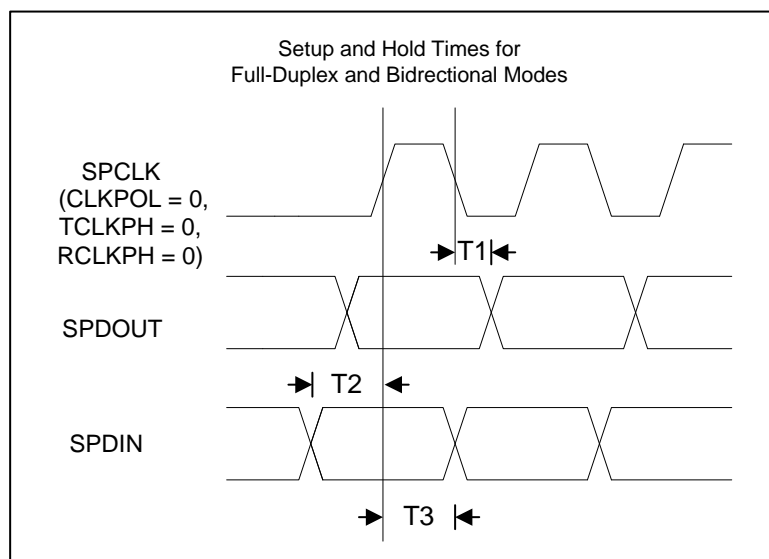 Setup and Hold Times for
Full-Duplex and Bidrectional Modes
SPCLK
(CLKPOL = 0,
TCLKPH = 0,
RCLKPH = 0)
T1
SPDOUT
T2
SPDIN
T3